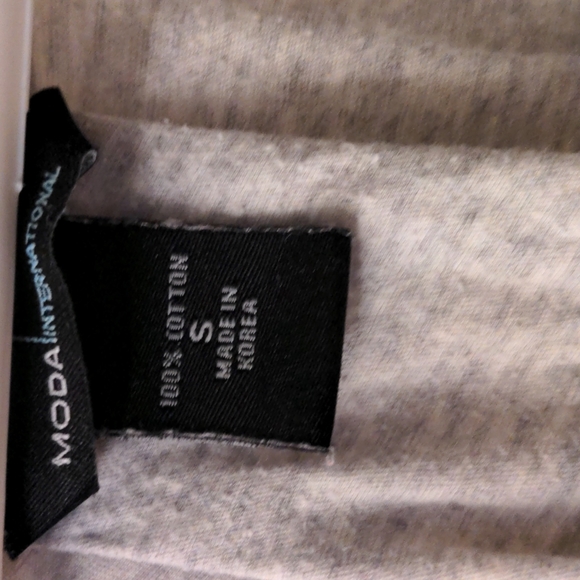 MODA INTERNATIONAL
100% COTTON
S
MADE IN
KOREA